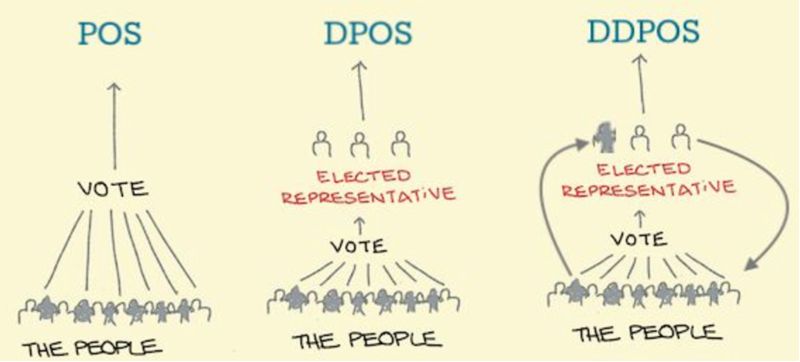 POS
VOTE
THE PEOPLE
DPOS
ELECTED
REPRESENTATIVE
VOTE
THE PEOPLE
DDPOS
ELECTED
REPRESENTATIVE
VOTE
THE PEOPLE